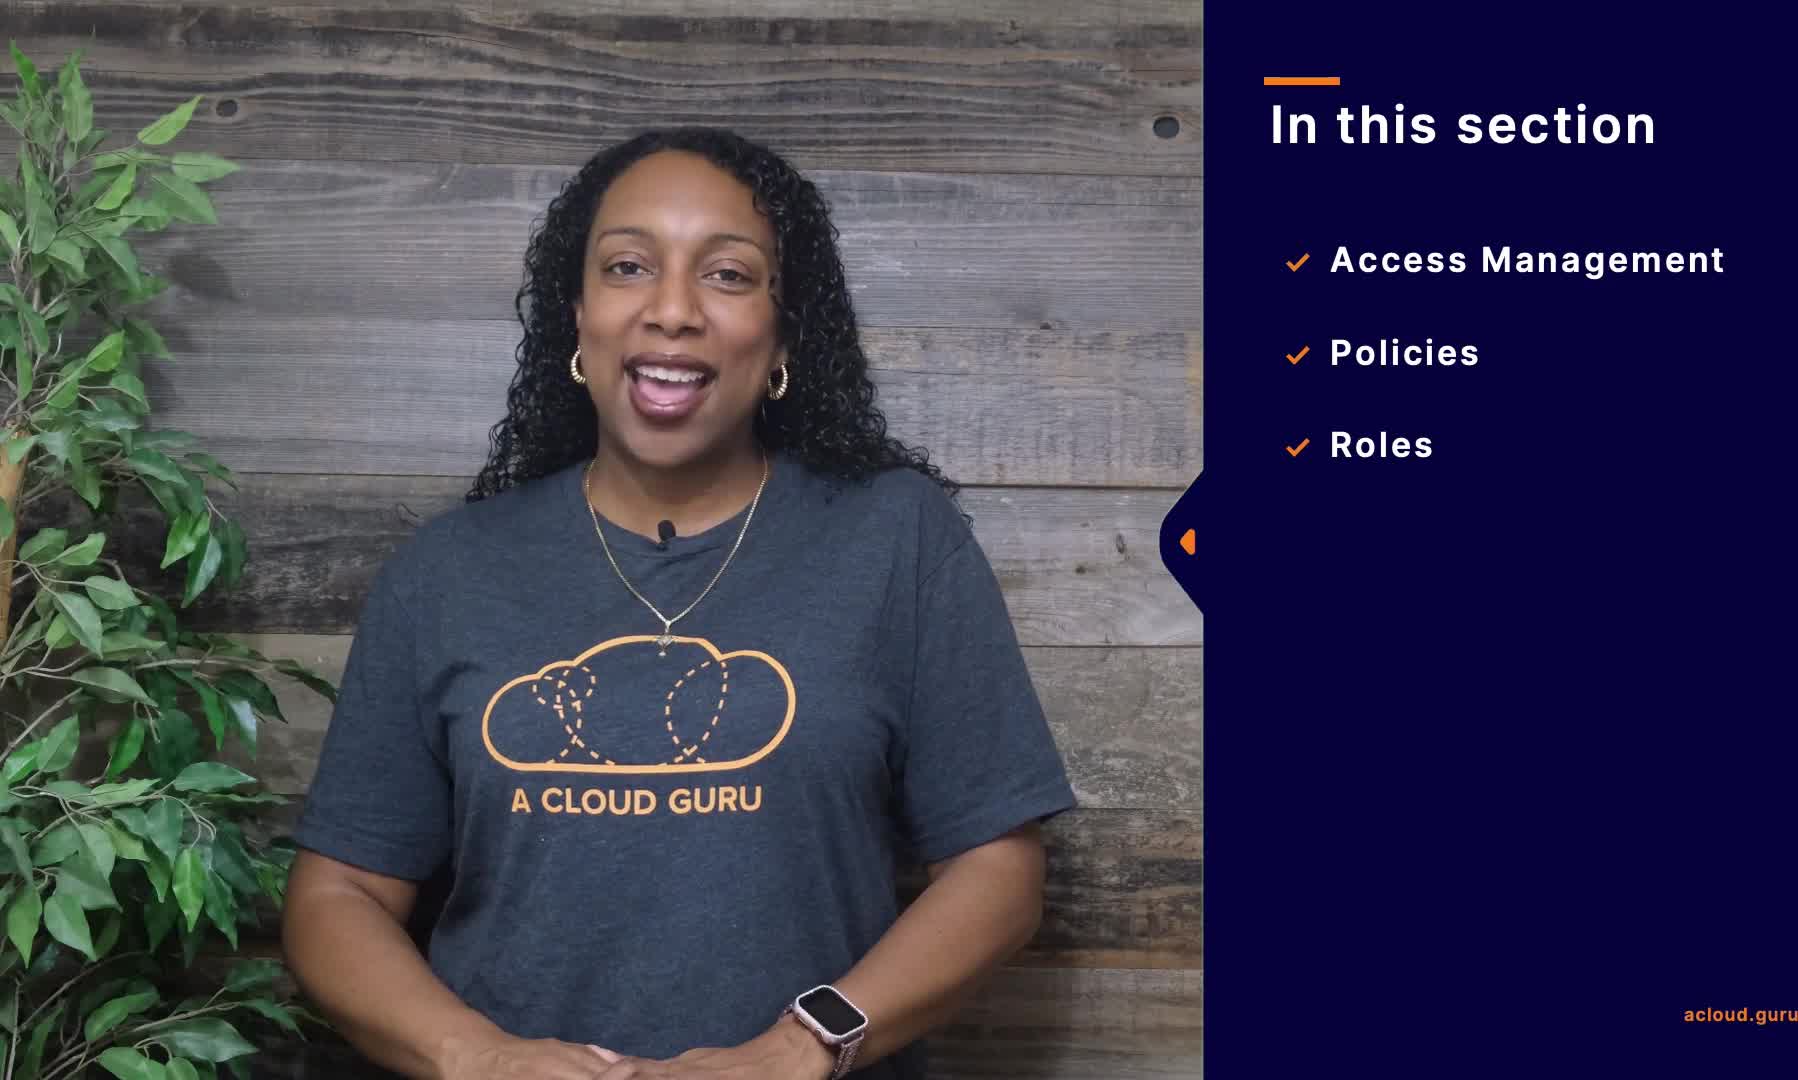 In this section
Access Management
Policies
Roles
A CLOUD GURU
acloud.guru